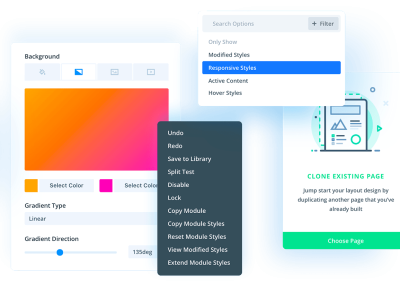 Search Options
+ Filter
Only Show
Modified Styles
Responsive Styles
Active Content
Hover Styles
Background
Select Color
Select Color
Gradient Type
Linear
Gradient Direction
135deg
Undo
Redo
Save to Library
Split Test
Disable
Lock
Copy Module
Copy Module Styles
Reset Module Styles
View Modified Styles
Extend Module Styles
CLONE EXISTING PAGE
Jump start your layout design by
duplicating another page that you've
already built.
Choose Page